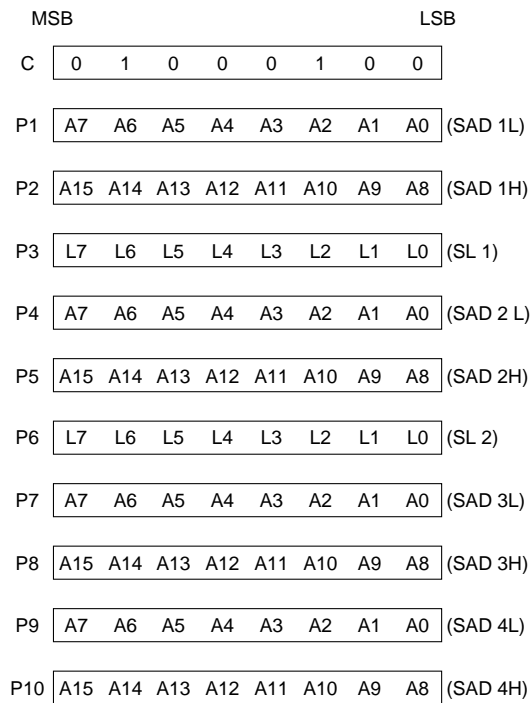 MSB LSB
C 0 1 0 0 0 1 0 0
P1 A7 A6 A5 A4 A3 A2 A1 A0 (SAD 1L)
P2 A15 A14 A13 A12 A11 A10 A9 A8 (SAD 1H)
P3 L7 L6 L5 L4 L3 L2 L1 L0 (SL 1)
P4 A7 A6 A5 A4 A3 A2 A1 A0 (SAD 2 L)
P5 A15 A14 A13 A12 A11 A10 A9 A8 (SAD 2H)
P6 L7 L6 L5 L4 L3 L2 L1 L0 (SL 2)
P7 A7 A6 A5 A4 A3 A2 A1 A0 (SAD 3L)
P8 A15 A14 A13 A12 A11 A10 A9 A8 (SAD 3H)
P9 A7 A6 A5 A4 A3 A2 A1 A0 (SAD 4L)
P10 A15 A14 A13 A12 A11 A10 A9 A8 (SAD 4H)